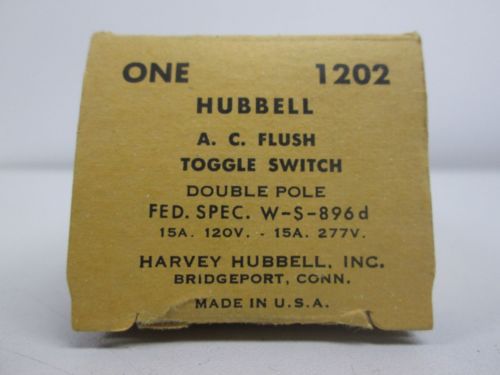 ONE 1202
HUBBELL
A. C. FLUSH
TOGGLE SWITCH
DOUBLE POLE
FED. SPEC. W-S-896d
15A. 120V. - 15A. 277V.
HARVEY HUBBELL, INC.
BRIDGEPORT, CONN.
MADE IN U.S.A.